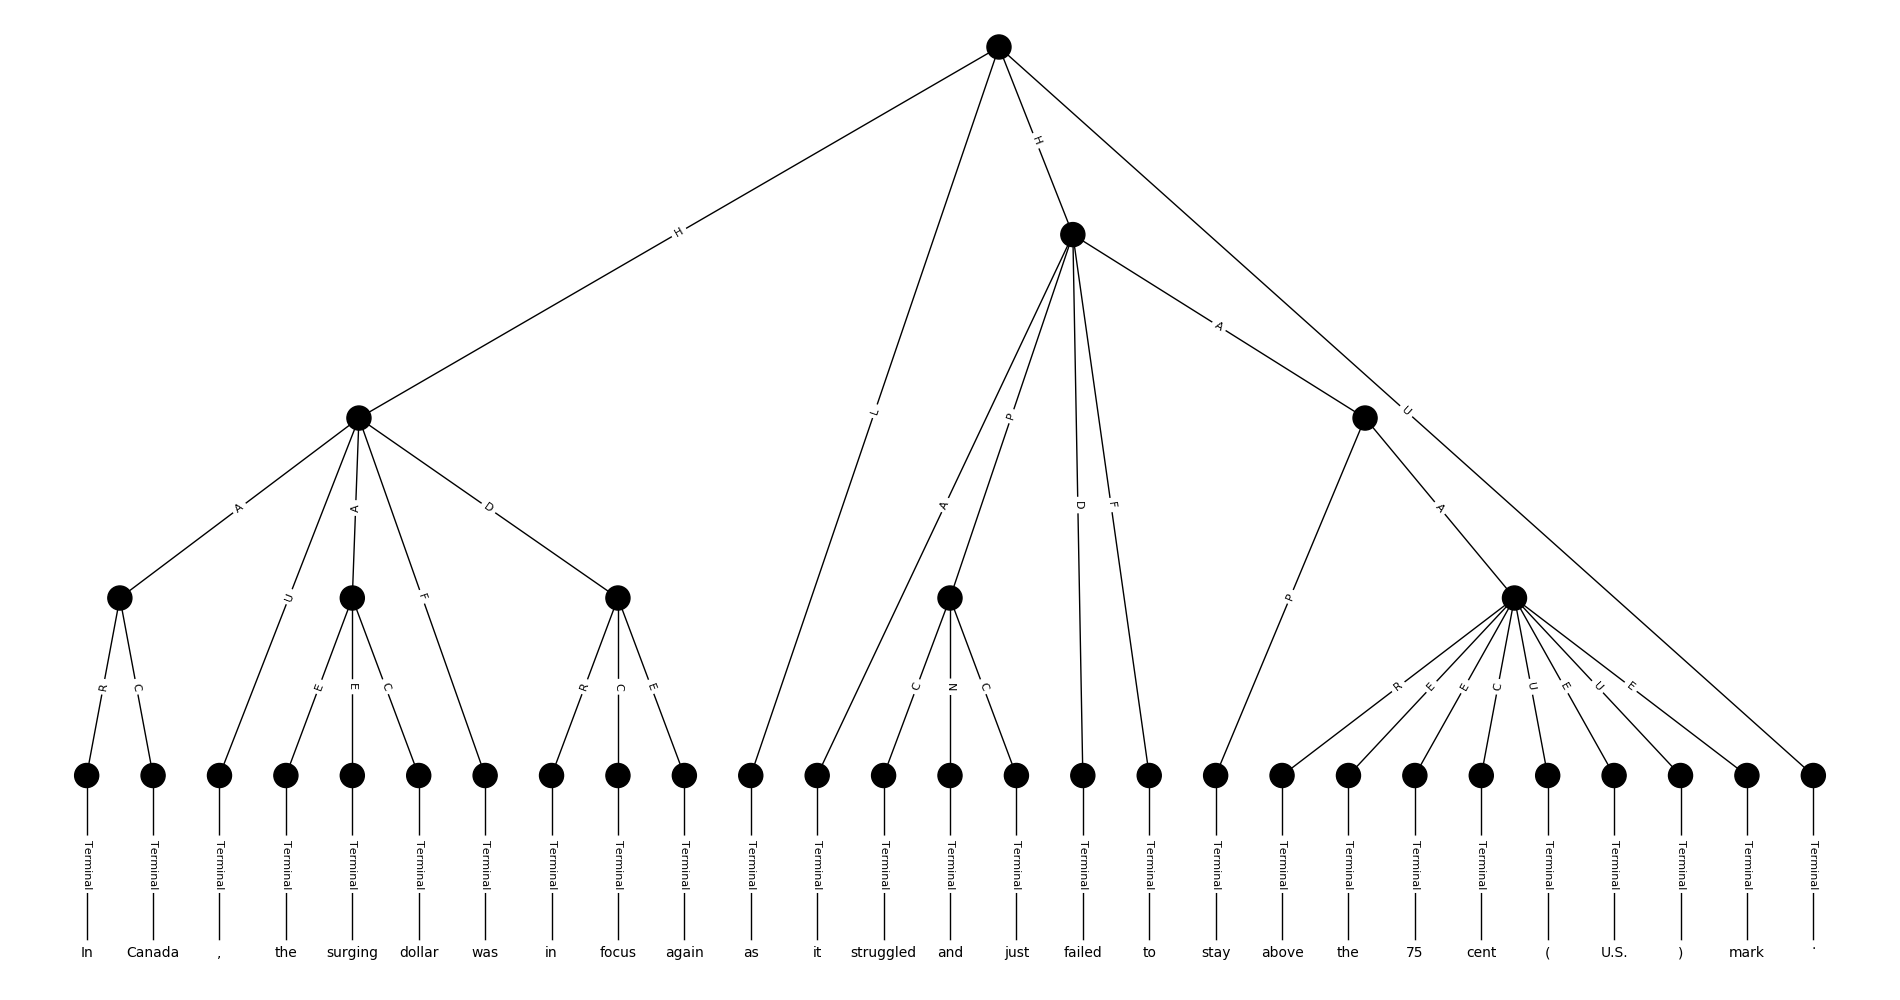 H
H
A
L
P
U
A
A
D
F
A
D
A
U
F
P
R
C
E
E
C
R
C
E
C
N
C
R
E
E
C
U
E
U
E
Terminal Terminal Terminal Terminal Terminal Terminal Terminal Terminal Terminal Terminal Terminal Terminal Terminal Terminal Terminal Terminal Terminal Terminal Terminal Terminal Terminal Terminal Terminal Terminal Terminal Terminal Terminal
In Canada , the surging dollar was in focus again as it struggled and just failed to stay above the 75 cent ( U.S. ) mark .